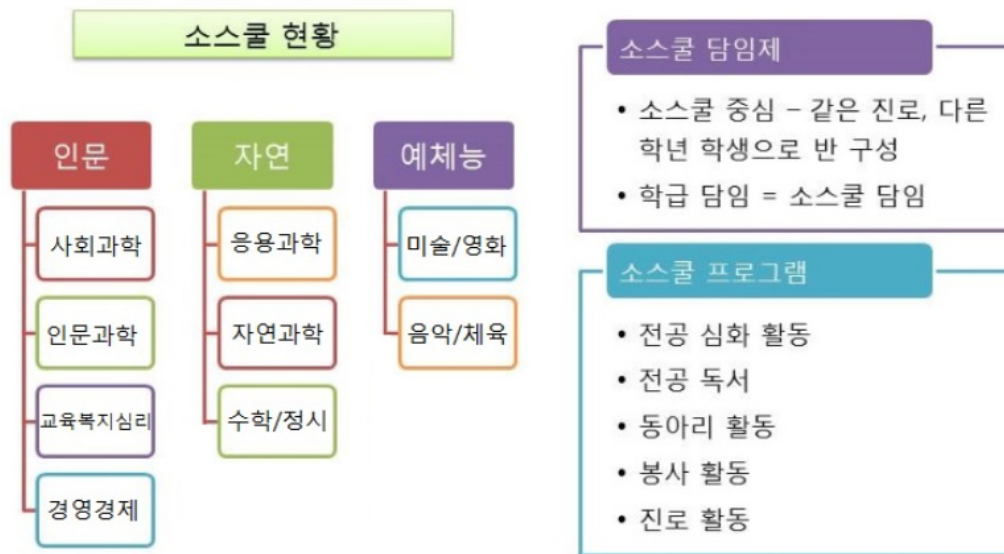 소스쿨 현황
인문
사회과학
인문과학
교육복지심리
경영경제
자연
응용과학
자연과학
수학/정시
예체능
미술/영화
음악/체육
소스쿨 담임제
• 소스쿨 중심 – 같은 진로, 다른
학년 학생으로 반 구성
• 학급 담임 = 소스쿨 담임
소스쿨 프로그램
• 전공 심화 활동
• 전공 독서
• 동아리 활동
• 봉사 활동
• 진로 활동